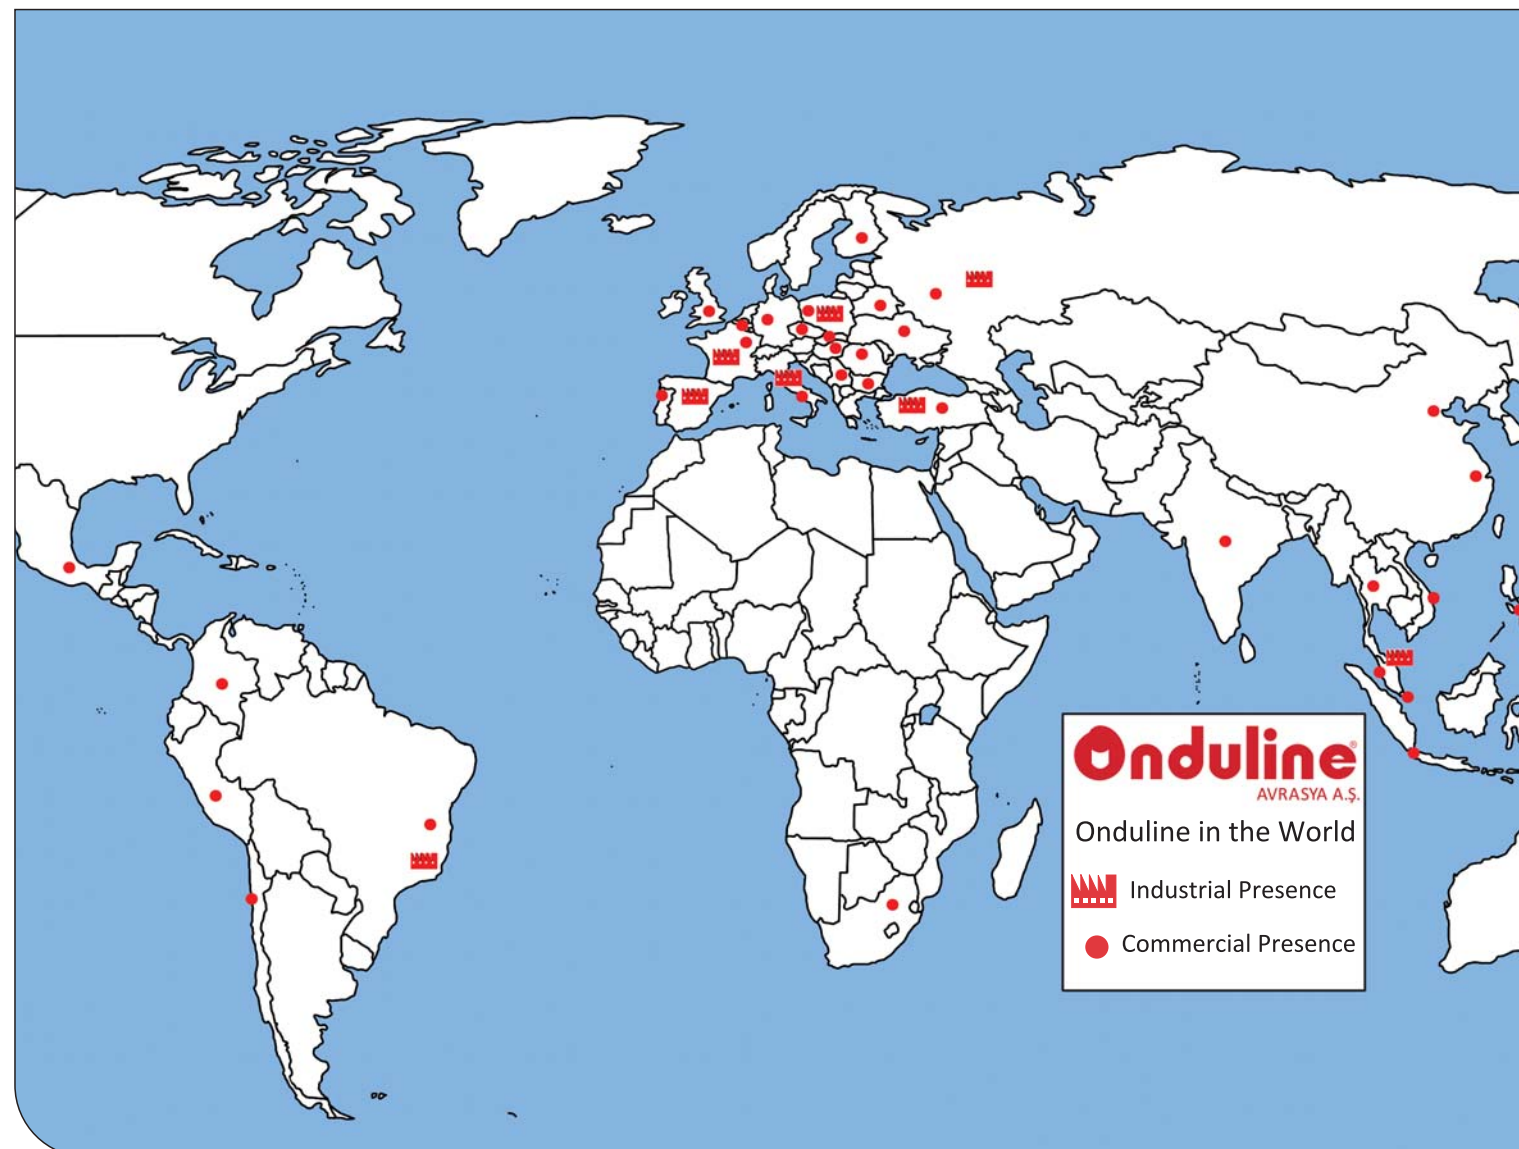 Onduline®
AVRASYA A.Ş.
Onduline in the World
Industrial Presence
Commercial Presence